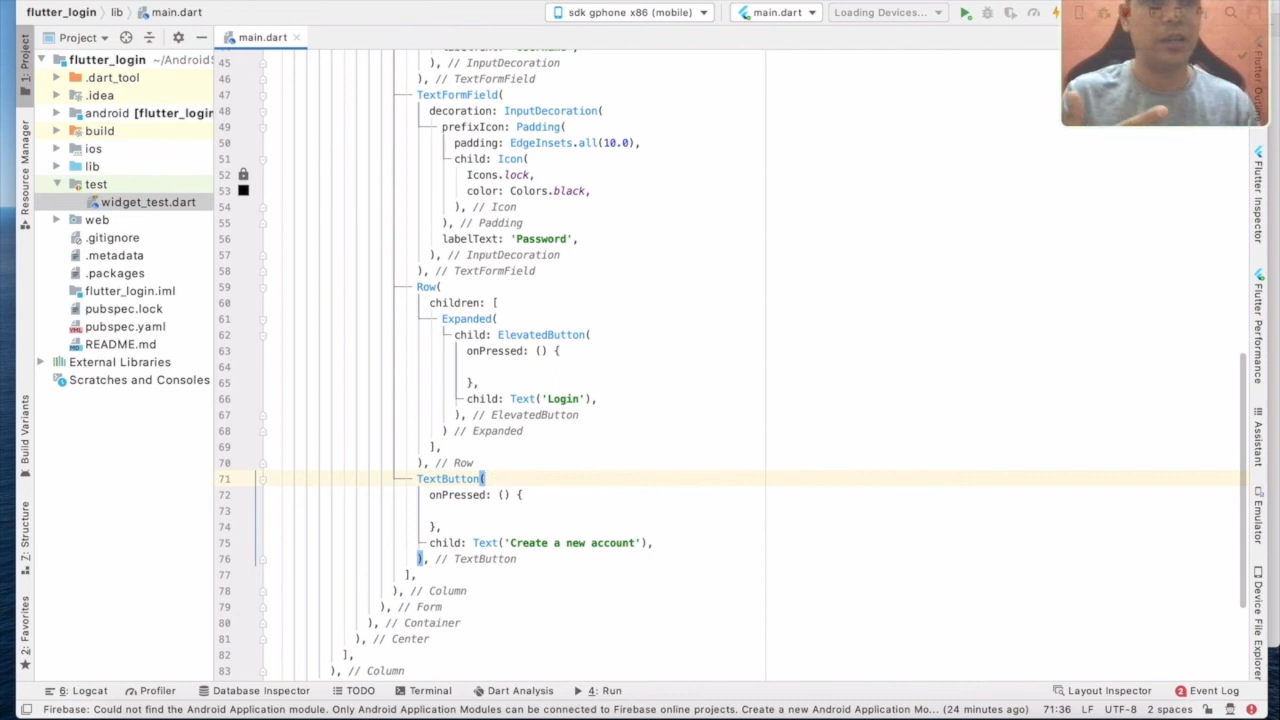 flutter_login > lib > main.dart
sdk gphone x86 (mobile)
main.dart
Loading Devices...
Project
main.dart
flutter_login ~/AndroidS
.dart_tool
.idea
android [flutter_login
build
ios
lib
test
widget_test.dart
web
.gitignore
.metadata
.packages
flutter_login.iml
pubspec.lock
pubspec.yaml
README.md
External Libraries
Scratches and Consoles
1: Project
Resource Manager
Build Variants
Z: Structure
2: Favorites
45 ), // InputDecoration
46 ), // TextFormField
47 TextFormField(
48 decoration: InputDecoration(
49 prefixIcon: Padding(
50 padding: EdgeInsets.all(10.0),
51 child: Icon(
52 Icons.lock,
53 color: Colors.black,
54 ), // Icon
55 ), // Padding
56 labelText: 'Password',
57 ), // InputDecoration
58 ), // TextFormField
59 Row(
60 children: [
61 Expanded(
62 child: ElevatedButton(
63 onPressed: () {
64
65 },
66 child: Text('Login'),
67 ), // ElevatedButton
68 ) // Expanded
69 ],
70 ), // Row
71 TextButton(
72 onPressed: () {
73
74 },
75 child: Text('Create a new account'),
76 ), // TextButton
77 ],
78 ), // Column
79 ), // Form
80 ), // Container
81 ), // Center
82 ],
83 ), // Column
Flutter Inspector
Flutter Performance
Assistant
Emulator
Device File Explorer
6: Logcat
Profiler
Database Inspector
TODO
Terminal
Dart Analysis
4: Run
Layout Inspector
2 Event Log
Firebase: Could not find the Android Application module. Only Android Application Modules can be connected to Firebase online projects. Create a new Android Application Mo... (24 minutes ago)
71:36 LF UTF-8 2 spaces